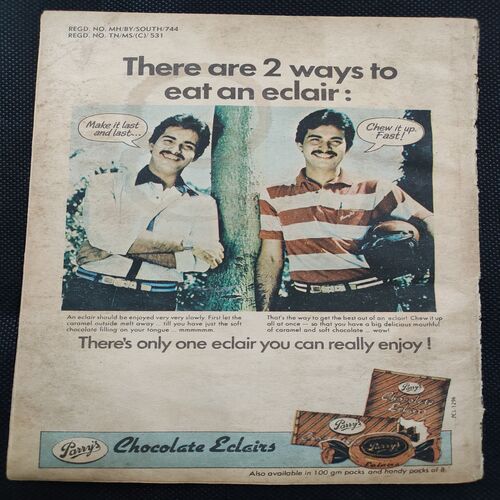 REGD. NO. MH/BY/SOUTH/744
REGD. NO. TN/MS/(C)/531
There are 2 ways to
eat an eclair :
Make it last
and last...
Chew it up.
Fast!
An eclair should be enjoyed very very slowly. First let the
caramel outside melt away .. till you have just the soft
chocolate filling on your tongue .. mmmmmm.
That's the way to get the best out of an eclair! Chew it up
all at once — so that you have a big delicious mouthful
of caramel and soft chocolate .. wow!
There's only one eclair you can really enjoy !
Parry's
Chocolate
Eclairs
Parry's
Parry's
Eclairs
PCL-1296
Parry's Chocolate Eclairs
Also available in 100 gm packs and handy packs of 8.